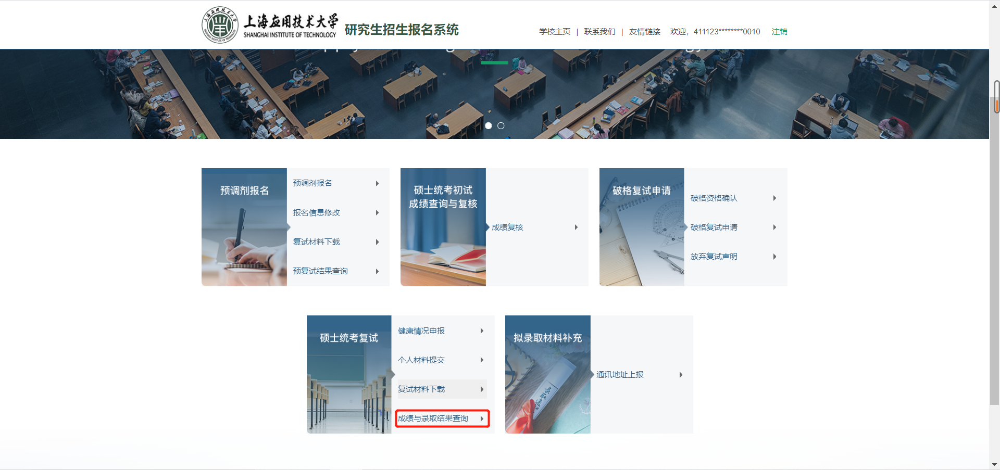 上海应用技术大学
SHANGHAI INSTITUTE OF TECHNOLOGY
研究生招生报名系统
学校主页 | 联系我们 | 友情链接 欢迎，411123********0010 注销
预调剂报名
预调剂报名
报名信息修改
复试材料下载
预复试结果查询
硕士统考初试
成绩查询与复核
成绩复核
破格复试申请
破格资格确认
破格复试申请
放弃复试声明
硕士统考复试
健康情况申报
个人材料提交
复试材料下载
成绩与录取结果查询
拟录取材料补充
通讯地址上报
录取通